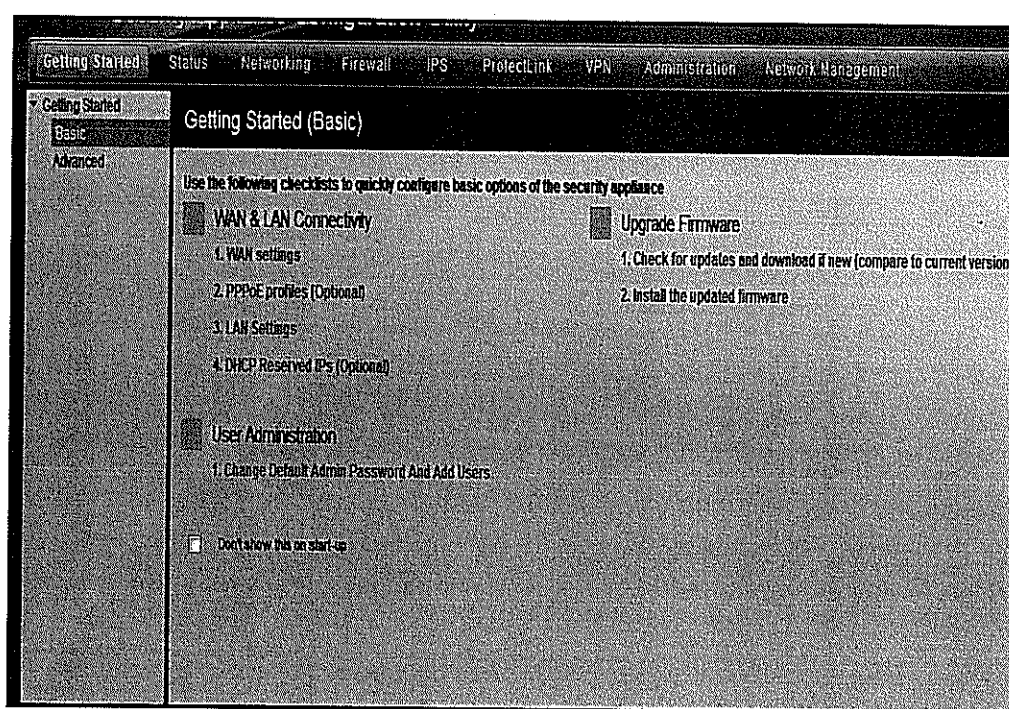 Getting Started Status Networking Firewall IPS ProtectLink VPN Administration Network Management
Getting Started
Basic
Advanced
Getting Started (Basic)
Use the following checklists to quickly configure basic options of the security appliance
WAN & LAN Connectivity
1. WAN settings
2. PPPoE profiles (Optional)
3. LAN Settings
4. DHCP Reserved IPs (Optional)
User Administration
1. Change Default Admin Password And Add Users
Don't show this on start-up
Upgrade Firmware
1. Check for updates and download if new (compare to current version
2. Install the updated firmware